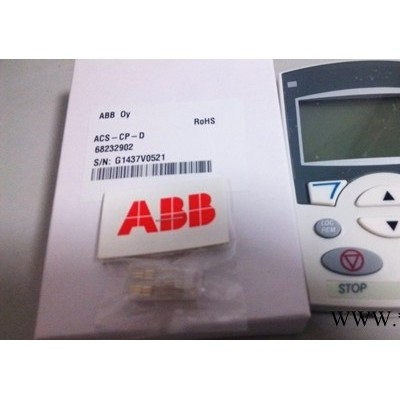 ABB Oy
RoHS
ACS-CP-D
68232902
S/N: G1437V0521
ABB
LOC
REM
STOP
www.